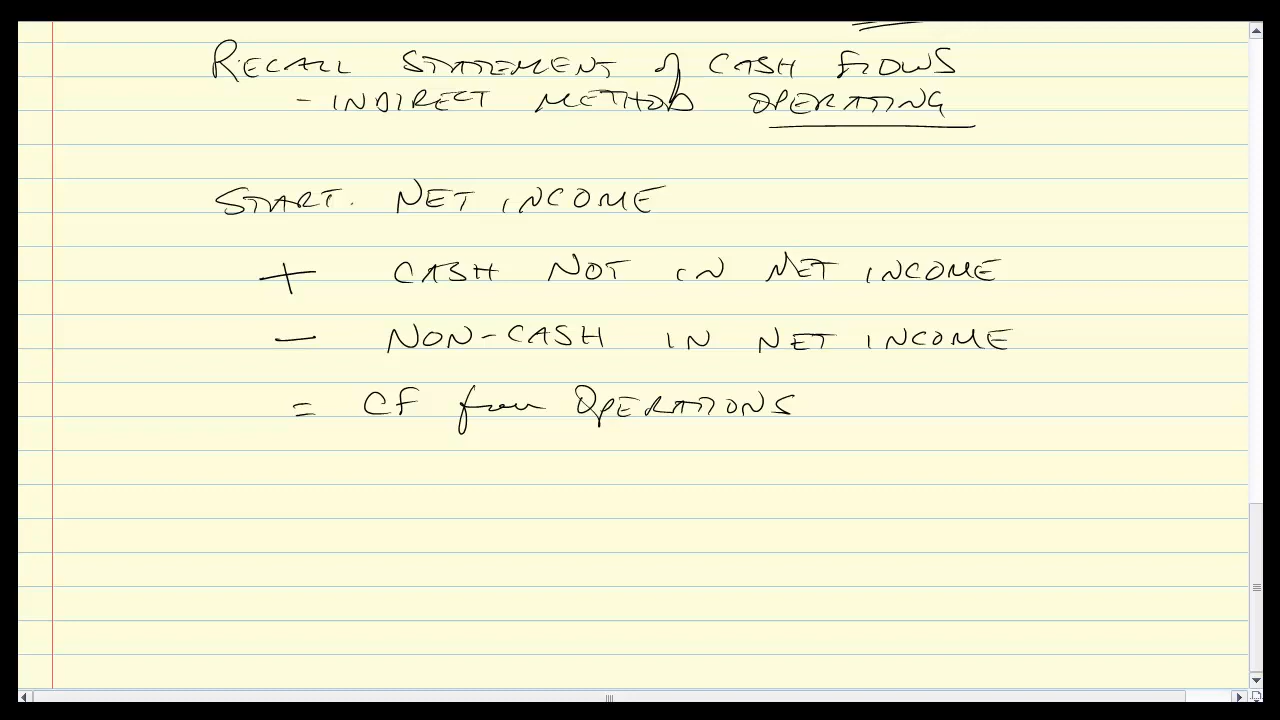 RECALL STATEMENT of CASH FLOWS
- INDIRECT METHOD OPERATING
START. NET INCOME
+ CASH NOT IN NET INCOME
- NON-CASH IN NET INCOME
= CF from OPERATIONS